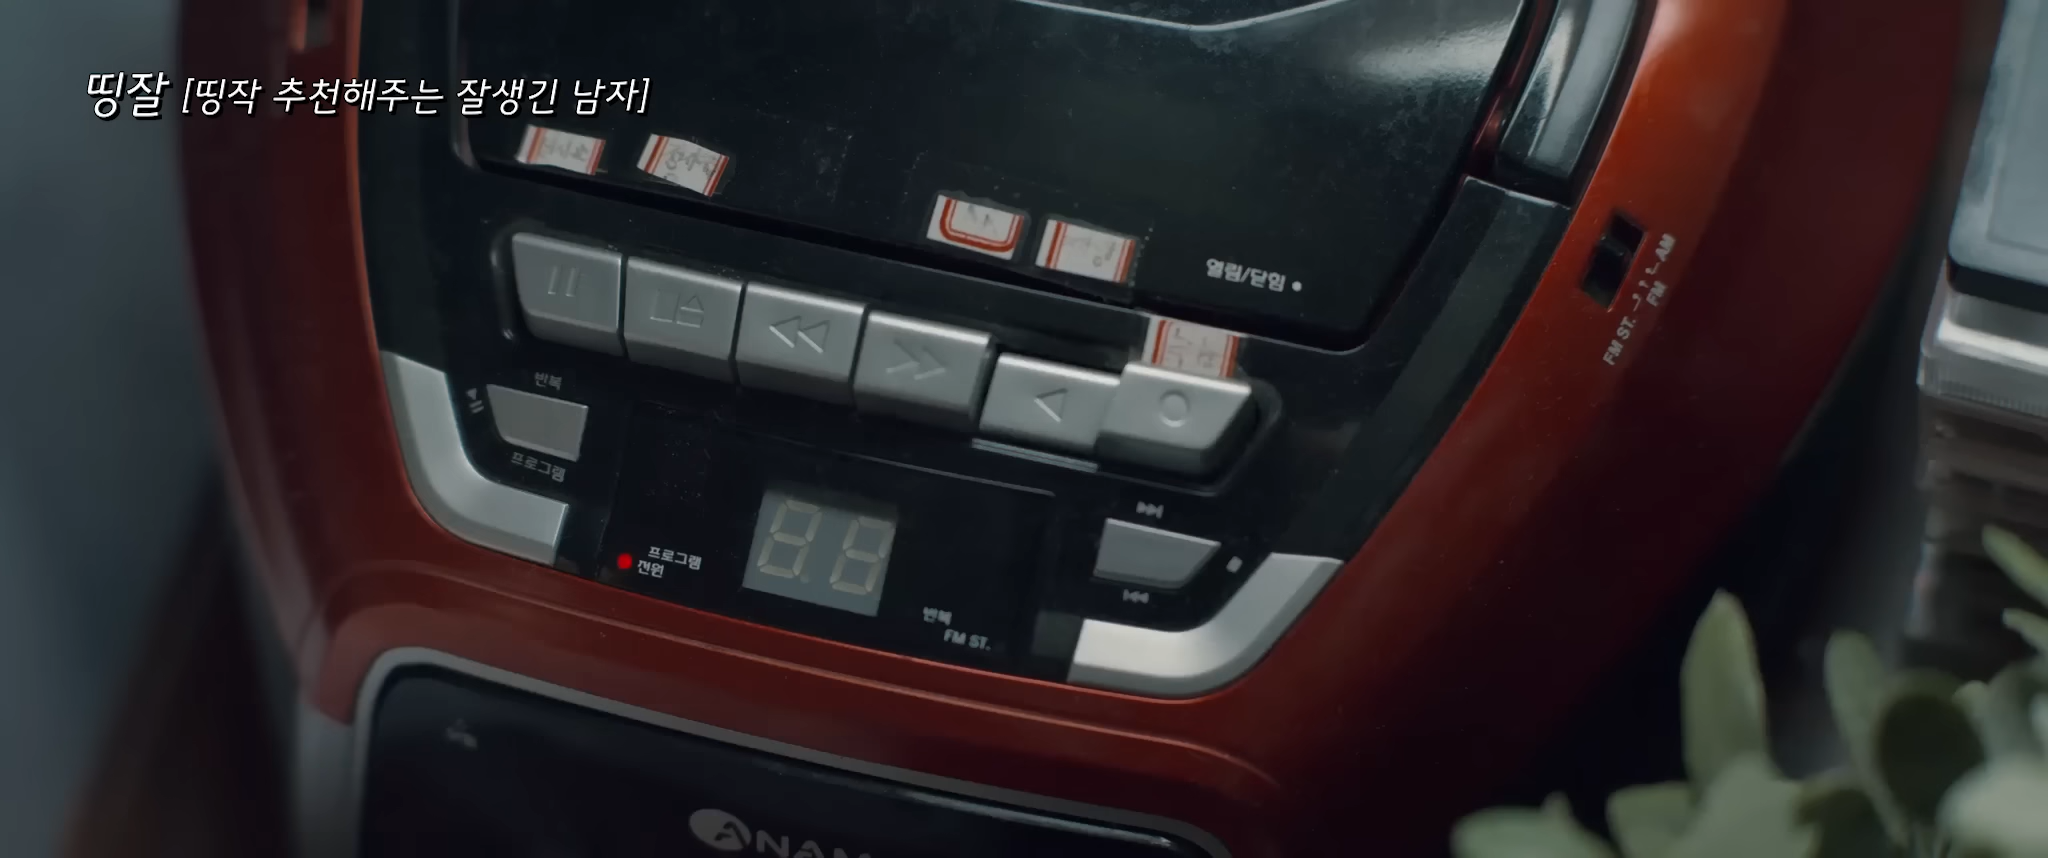 띵잘 [띵작 추천해주는 잘생긴 남자]
열림/닫힘
AM
FM
FM ST.
반복
프로그램
프로그램
전원
반복
FM ST.